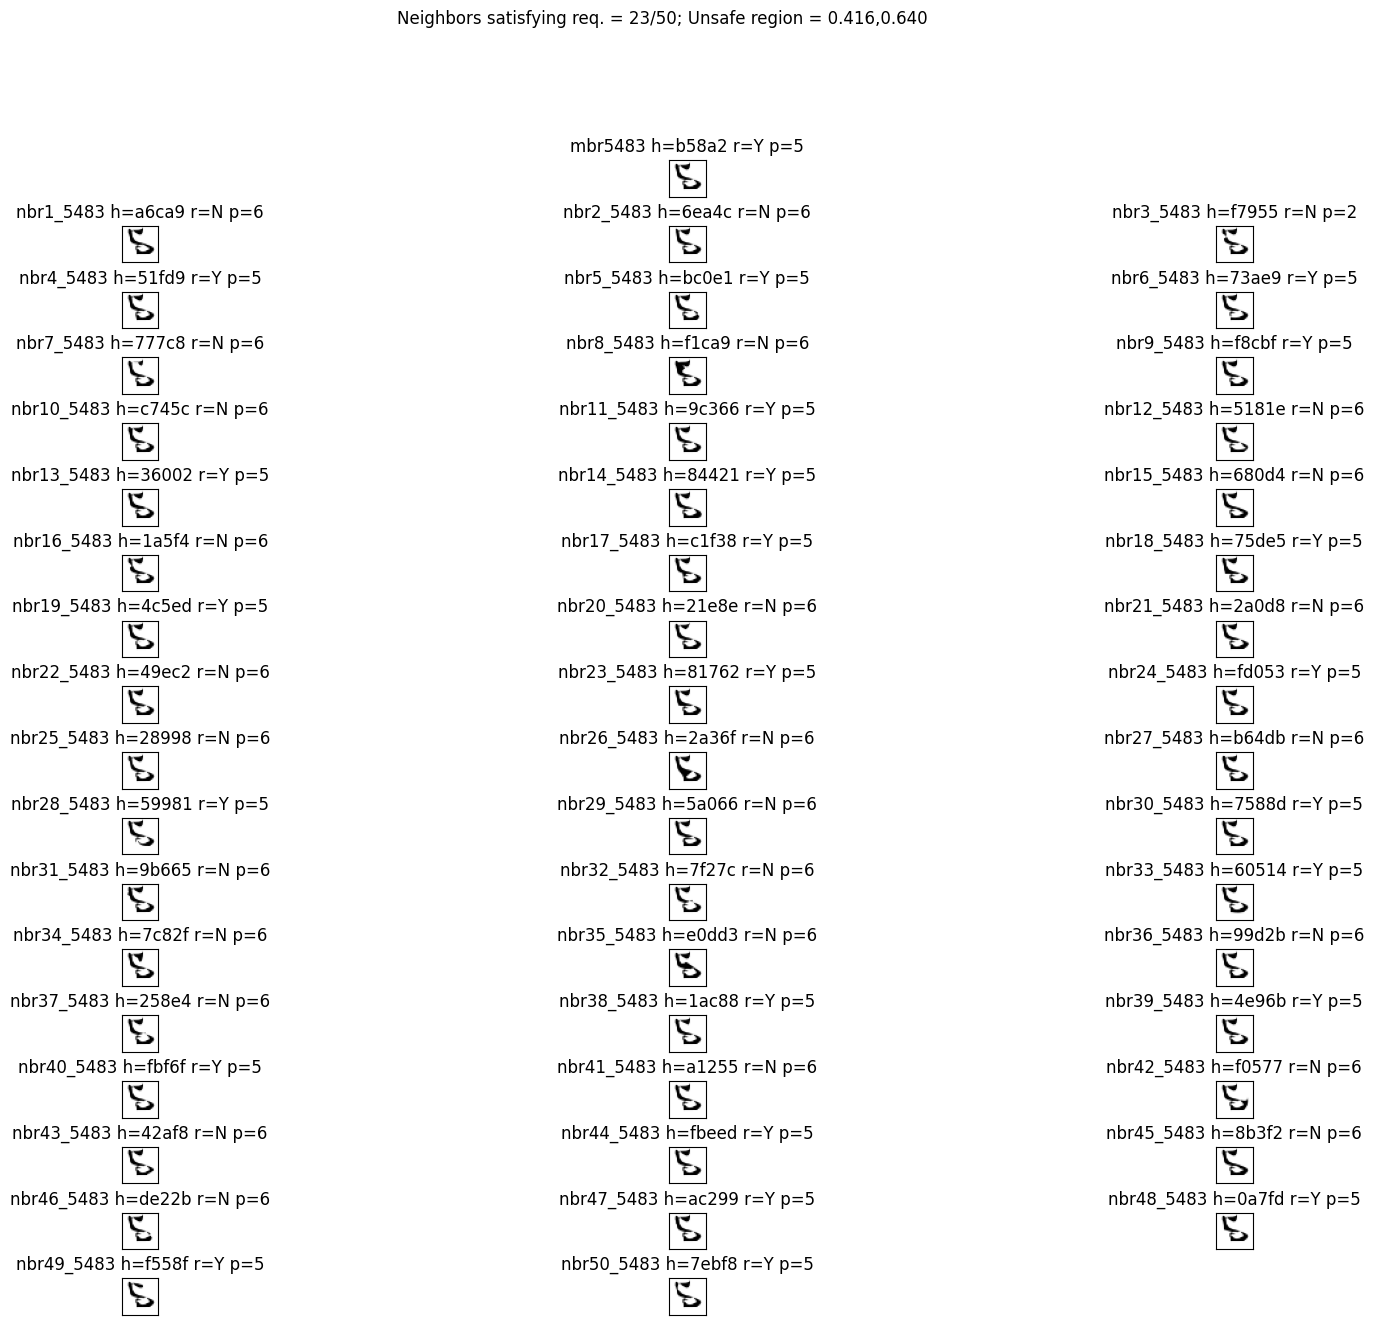 Neighbors satisfying req. = 23/50; Unsafe region = 0.416,0.640
mbr5483 h=b58a2 r=Y p=5
nbr1_5483 h=a6ca9 r=N p=6 nbr2_5483 h=6ea4c r=N p=6 nbr3_5483 h=f7955 r=N p=2
nbr4_5483 h=51fd9 r=Y p=5 nbr5_5483 h=bc0e1 r=Y p=5 nbr6_5483 h=73ae9 r=Y p=5
nbr7_5483 h=777c8 r=N p=6 nbr8_5483 h=f1ca9 r=N p=6 nbr9_5483 h=f8cbf r=Y p=5
nbr10_5483 h=c745c r=N p=6 nbr11_5483 h=9c366 r=Y p=5 nbr12_5483 h=5181e r=N p=6
nbr13_5483 h=36002 r=Y p=5 nbr14_5483 h=84421 r=Y p=5 nbr15_5483 h=680d4 r=N p=6
nbr16_5483 h=1a5f4 r=N p=6 nbr17_5483 h=c1f38 r=Y p=5 nbr18_5483 h=75de5 r=Y p=5
nbr19_5483 h=4c5ed r=Y p=5 nbr20_5483 h=21e8e r=N p=6 nbr21_5483 h=2a0d8 r=N p=6
nbr22_5483 h=49ec2 r=N p=6 nbr23_5483 h=81762 r=Y p=5 nbr24_5483 h=fd053 r=Y p=5
nbr25_5483 h=28998 r=N p=6 nbr26_5483 h=2a36f r=N p=6 nbr27_5483 h=b64db r=N p=6
nbr28_5483 h=59981 r=Y p=5 nbr29_5483 h=5a066 r=N p=6 nbr30_5483 h=7588d r=Y p=5
nbr31_5483 h=9b665 r=N p=6 nbr32_5483 h=7f27c r=N p=6 nbr33_5483 h=60514 r=Y p=5
nbr34_5483 h=7c82f r=N p=6 nbr35_5483 h=e0dd3 r=N p=6 nbr36_5483 h=99d2b r=N p=6
nbr37_5483 h=258e4 r=N p=6 nbr38_5483 h=1ac88 r=Y p=5 nbr39_5483 h=4e96b r=Y p=5
nbr40_5483 h=fbf6f r=Y p=5 nbr41_5483 h=a1255 r=N p=6 nbr42_5483 h=f0577 r=N p=6
nbr43_5483 h=42af8 r=N p=6 nbr44_5483 h=fbeed r=Y p=5 nbr45_5483 h=8b3f2 r=N p=6
nbr46_5483 h=de22b r=N p=6 nbr47_5483 h=ac299 r=Y p=5 nbr48_5483 h=0a7fd r=Y p=5
nbr49_5483 h=f558f r=Y p=5 nbr50_5483 h=7ebf8 r=Y p=5